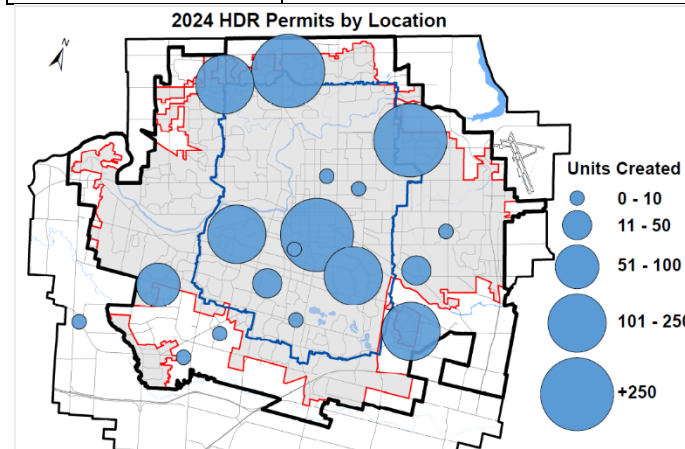 2024 HDR Permits by Location
N
Units Created
0 - 10
11 - 50
51 - 100
101 - 250
+250